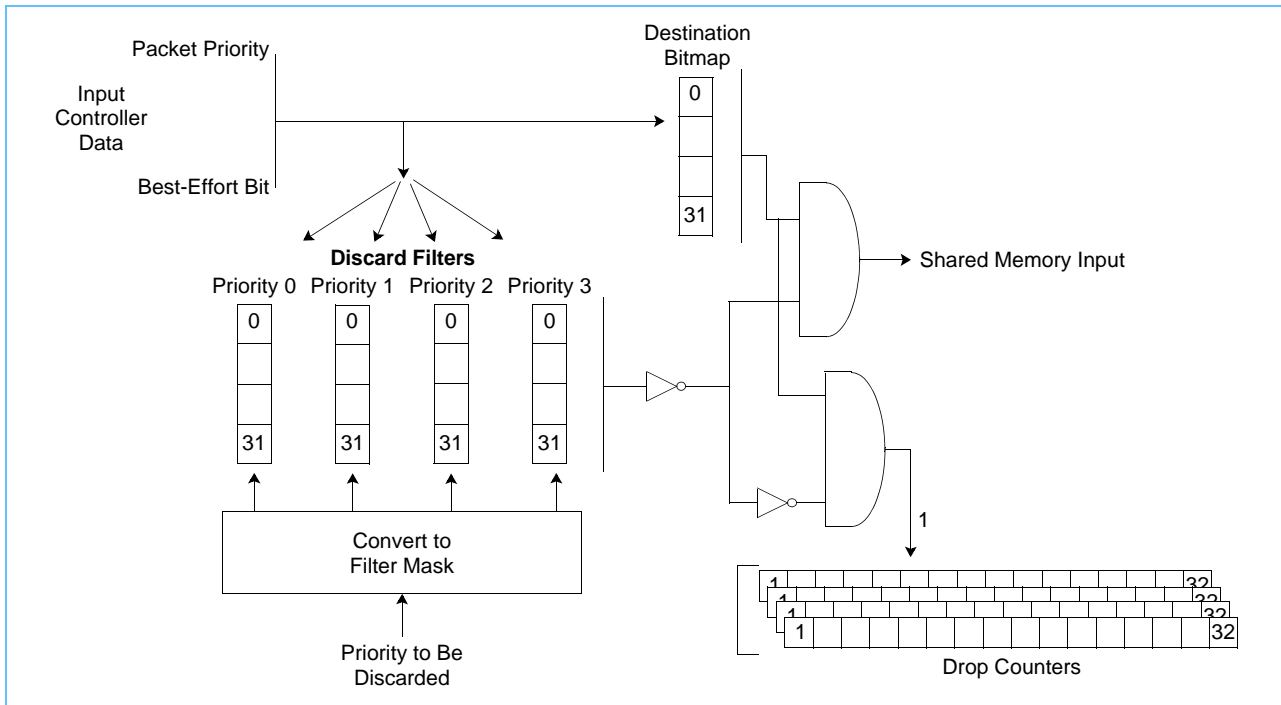 Packet Priority
Input
Controller
Data
Best-Effort Bit
Destination
Bitmap
0
31
Discard Filters
Priority 0 Priority 1 Priority 2 Priority 3
0 0 0 0
31 31 31 31
Convert to
Filter Mask
Priority to Be
Discarded
Shared Memory Input
1
1 32
1 32
1 32
1 32
Drop Counters